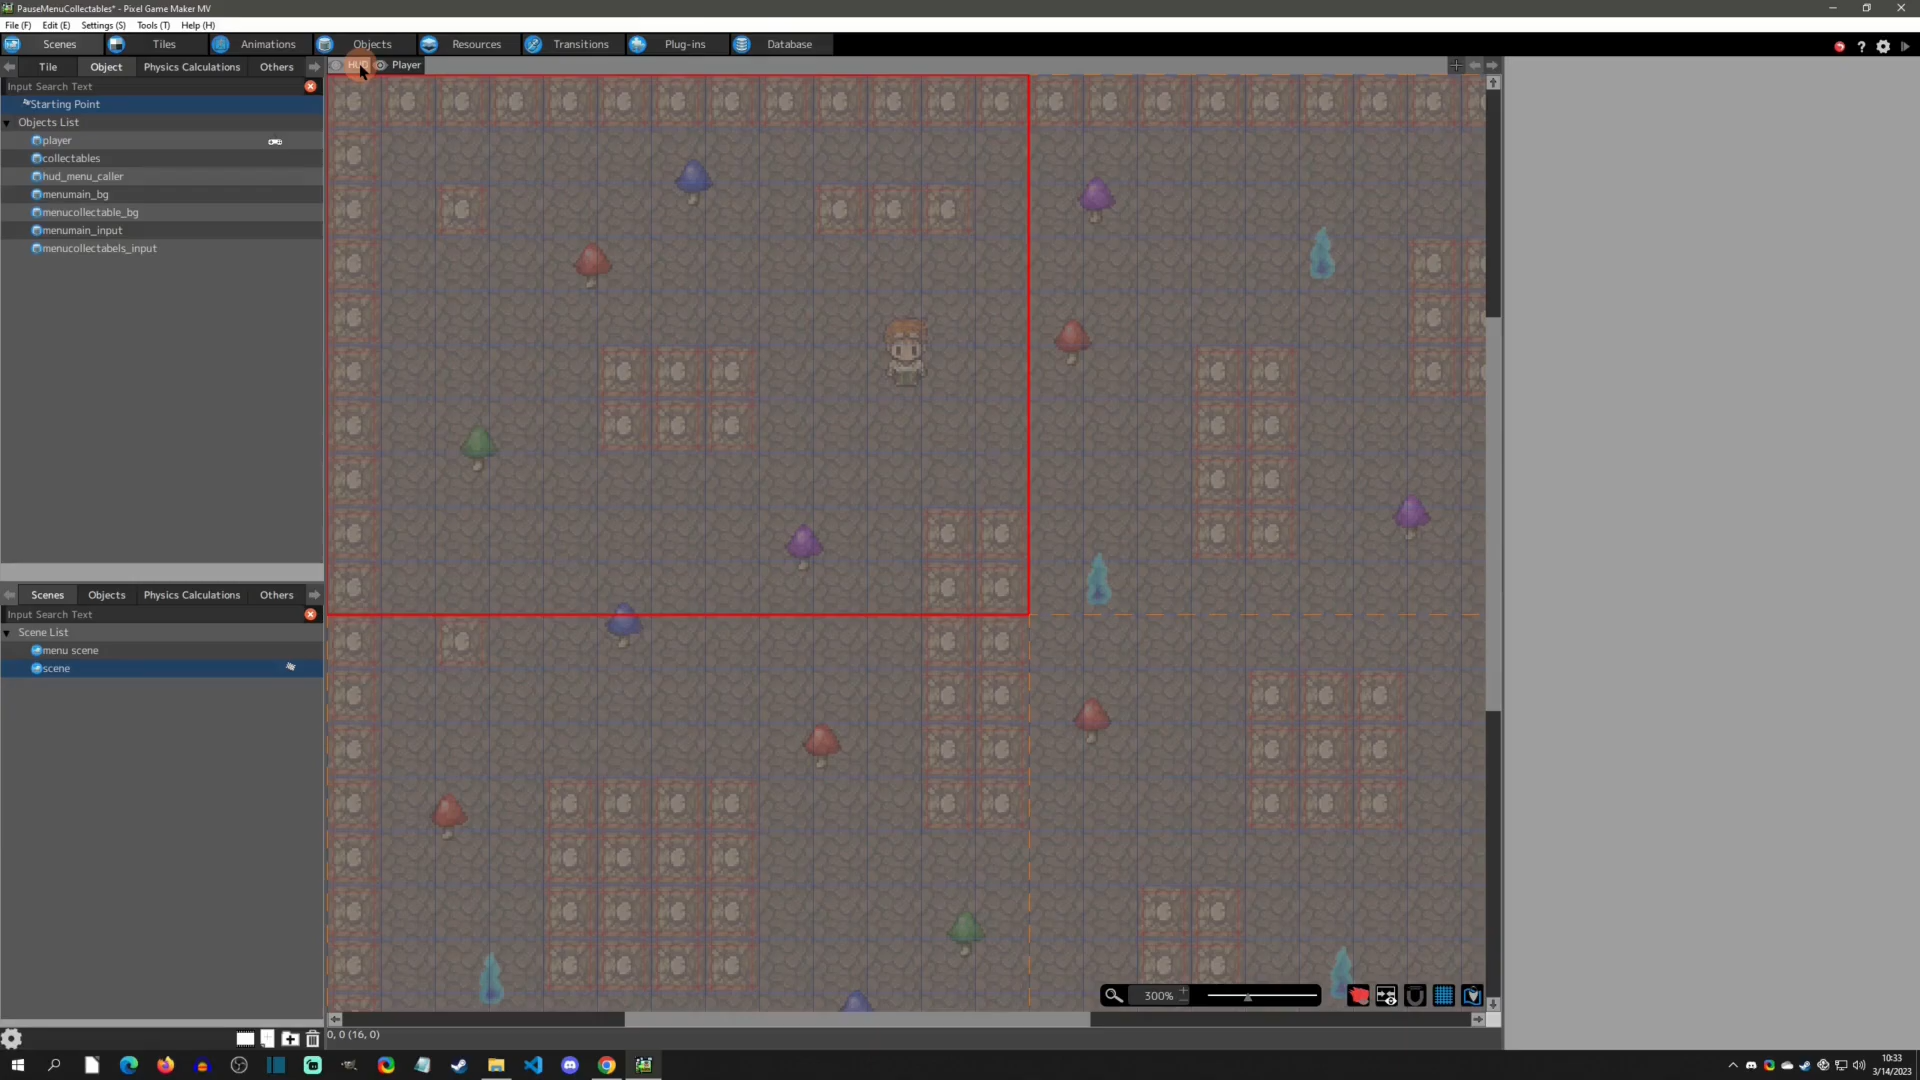 PauseMenuCollectables* - Pixel Game Maker MV
File (F) Edit (E) Settings (S) Tools (T) Help (H)
Scenes Tiles Animations Objects Resources Transitions Plug-ins Database
Tile Object Physics Calculations Others
HUD Player
Input Search Text
Starting Point
Objects List
player
collectables
hud_menu_caller
menumain_bg
menucollectable_bg
menumain_input
menucollectabels_input
Scenes Objects Physics Calculations Others
Input Search Text
Scene List
menu scene
scene
300%
0, 0 (16, 0)
10:33
3/14/2023